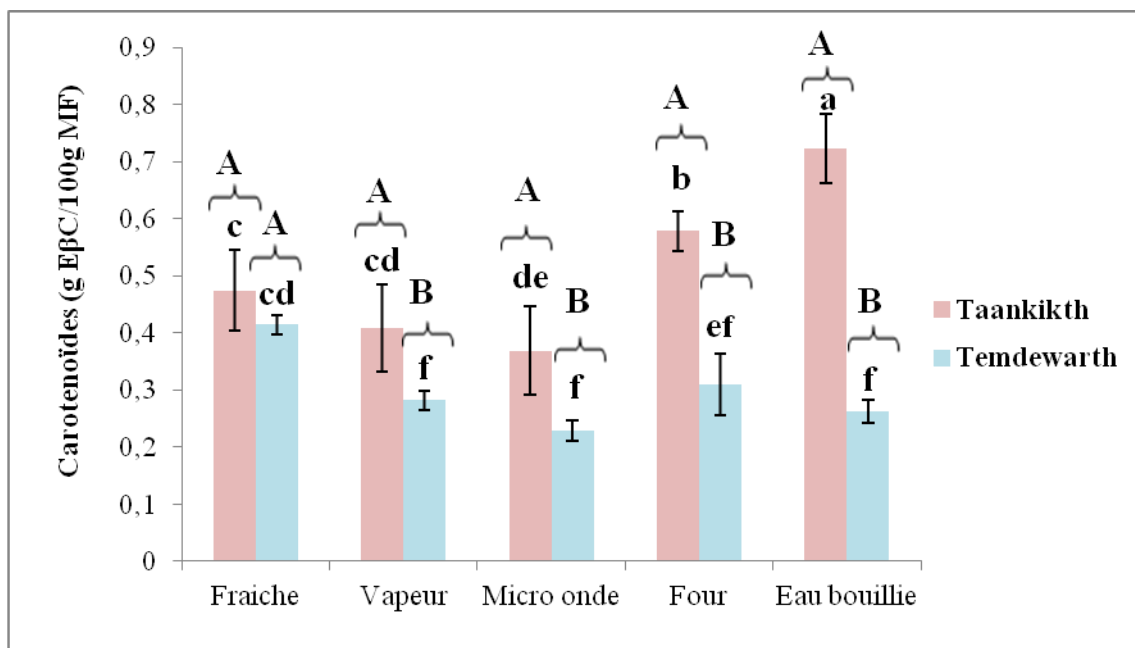 Carotenoïdes (g EβC/100g MF)
0,9
0,8
0,7
0,6
0,5
0,4
0,3
0,2
0,1
0
A
c
A
cd
A
cd
B
f
A
de
B
f
A
b
B
ef
A
a
B
f
Fraiche Vapeur Micro onde Four Eau bouillie
Taankikth
Temdewarth